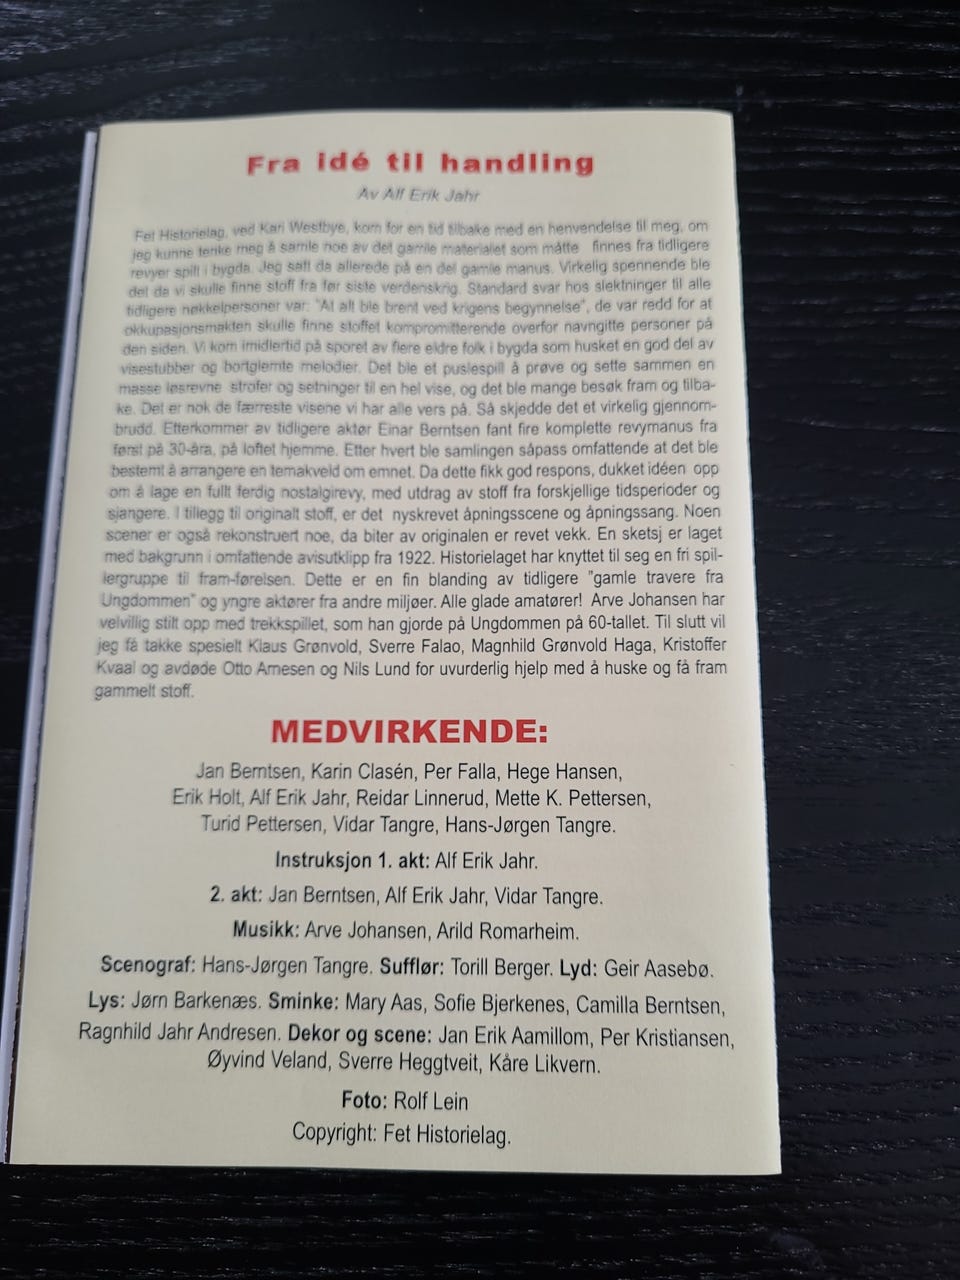 Fra idé til handling
Av Alf Erik Jahr
Fet Historielag, ved Kari Westbye, kom for en tid tilbake med en henvendelse til meg, om
jeg kunne tenke meg å samle noe av det gamle materialet som måtte finnes fra tidligere
revyer spilt i bygda. Jeg satt da allerede på en del gamle manus. Virkelig spennende ble
det da vi skulle finne stoff fra før siste verdenskrig. Standard svar hos slektninger til alle
tidligere nøkkelpersoner var: "At alt ble brent ved krigens begynnelse", de var redd for at
okkupasjonsmakten skulle finne stoffet kompromitterende overfor navngitte personer på
den siden. Vi kom imidlertid på sporet av flere eldre folk i bygda som husket en god del av
visestubber og bortglemte melodier. Det ble et puslespill å prøve og sette sammen en
masse løsrevne strofer og setninger til en hel vise, og det ble mange besøk fram og tilba-
ke. Det er nok de færreste visene vi har alle vers på. Så skjedde det et virkelig gjennom-
brudd. Etterkommer av tidligere aktør Einar Berntsen fant fire komplette revymanus fra
først på 30-åra, på loftet hjemme. Etter hvert ble samlingen såpass omfattende at det ble
bestemt å arrangere en temakveld om emnet. Da dette fikk god respons, dukket idéen opp
om å lage en fullt ferdig nostalgirevy, med utdrag av stoff fra forskjellige tidsperioder og
sjangere. I tillegg til originalt stoff, er det nyskrevet åpningsscene og åpningssang. Noen
scener er også rekonstruert noe, da biter av originalen er revet vekk. En sketsj er laget
med bakgrunn i omfattende avisutklipp fra 1922. Historielaget har knyttet til seg en fri spil-
lergruppe til fram-førelsen. Dette er en fin blanding av tidligere "gamle travere fra
Ungdommen" og yngre aktører fra andre miljøer. Alle glade amatører! Arve Johansen har
velvillig stilt opp med trekkspillet, som han gjorde på Ungdommen på 60-tallet. Til slutt vil
jeg få takke spesielt Klaus Grønvold, Sverre Falao, Magnhild Grønvold Haga, Kristoffer
Kvaal og avdøde Otto Arnesen og Nils Lund for uvurderlig hjelp med å huske og få fram
gammelt stoff.
MEDVIRKENDE:
Jan Berntsen, Karin Clasén, Per Falla, Hege Hansen,
Erik Holt, Alf Erik Jahr, Reidar Linnerud, Mette K. Pettersen,
Turid Pettersen, Vidar Tangre, Hans-Jørgen Tangre.
Instruksjon 1. akt: Alf Erik Jahr.
2. akt: Jan Berntsen, Alf Erik Jahr, Vidar Tangre.
Musikk: Arve Johansen, Arild Romarheim.
Scenograf: Hans-Jørgen Tangre. Sufflør: Torill Berger. Lyd: Geir Aasebø.
Lys: Jørn Barkenæs. Sminke: Mary Aas, Sofie Bjerkenes, Camilla Berntsen,
Ragnhild Jahr Andresen. Dekor og scene: Jan Erik Aamillom, Per Kristiansen,
Øyvind Veland, Sverre Heggtveit, Kåre Likvern.
Foto: Rolf Lein
Copyright: Fet Historielag.